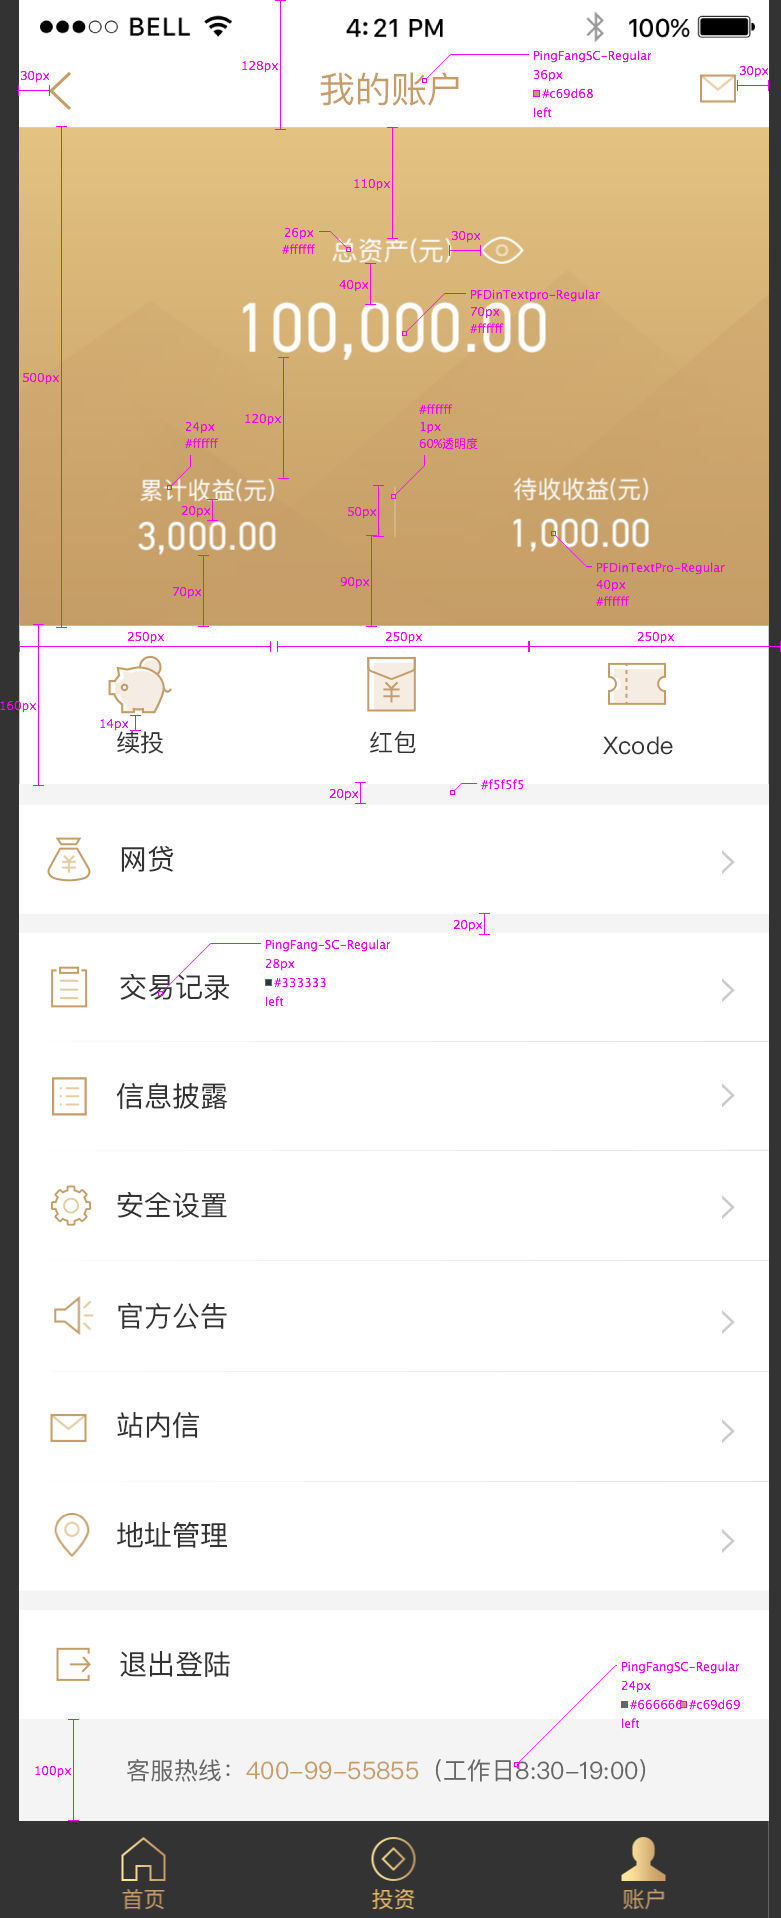 BELL 4:21 PM 100%
PingFangSC-Regular
36px
#c69d68
left
30px
128px
我的账户
30px
110px
26px
#ffffff
总资产(元)
30px
40px
PFDinTextpro-Regular
70px
#ffffff
100,000.00
500px
120px
24px
#ffffff
#ffffff
1px
60%透明度
累计收益(元)
待收收益(元)
20px
50px
3,000.00
1,000.00
PFDinTextPro-Regular
40px
#ffffff
70px
90px
250px 250px 250px
160px
14px
续投 红包 Xcode
20px
#f5f5f5
网贷
20px
PingFang-SC-Regular
28px
#333333
left
交易记录
信息披露
安全设置
官方公告
站内信
地址管理
退出登陆
PingFangSC-Regular
24px
#666666 #c69d69
left
100px
客服热线：400-99-55855（工作日8:30-19:00)
首页 投资 账户